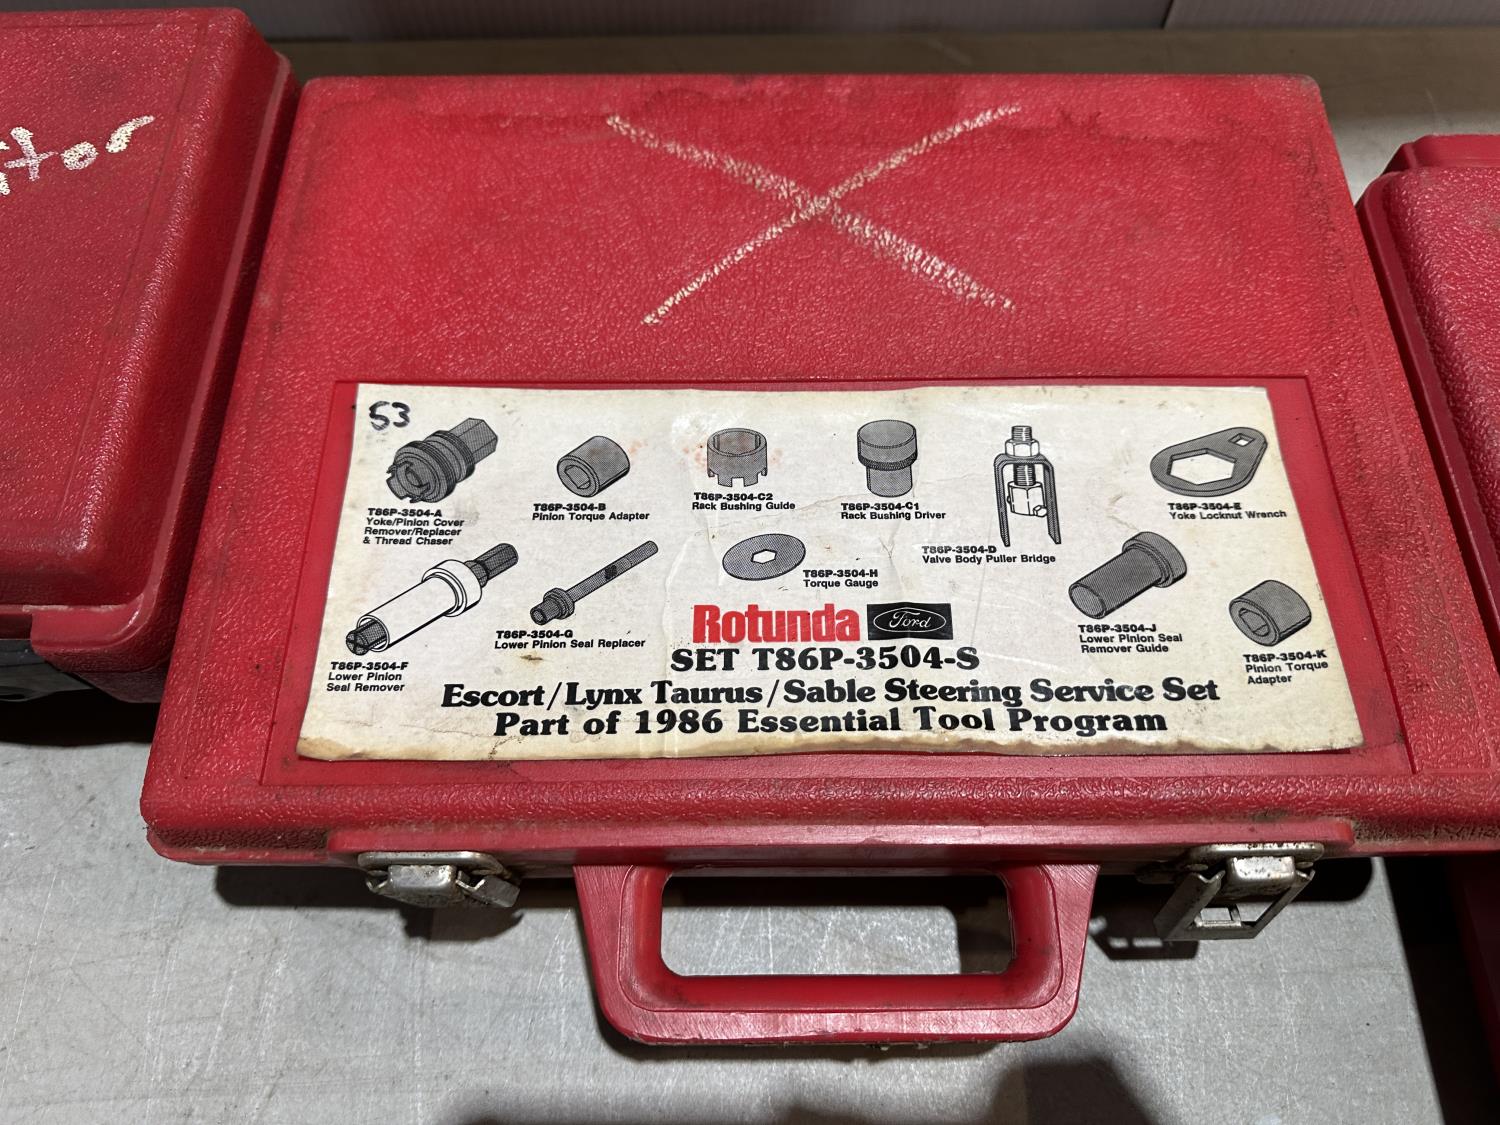 53
T86P-3504-A
Yoke/Pinion Cover
Remover/Replacer
& Thread Chaser
T86P-3504-B
Pinion Torque Adapter
T86P-3504-C2
Rack Bushing Guide
T86P-3504-C1
Rack Bushing Driver
T86P-3504-D
Valve Body Puller Bridge
T86P-3504-E
Yoke Locknut Wrench
T86P-3504-F
Lower Pinion
Seal Remover
T86P-3504-G
Lower Pinion Seal Replacer
T86P-3504-H
Torque Gauge
T86P-3504-J
Lower Pinion Seal
Remover Guide
T86P-3504-K
Pinion Torque
Adapter
Rotunda Ford
SET T86P-3504-S
Escort/Lynx Taurus/Sable Steering Service Set
Part of 1986 Essential Tool Program